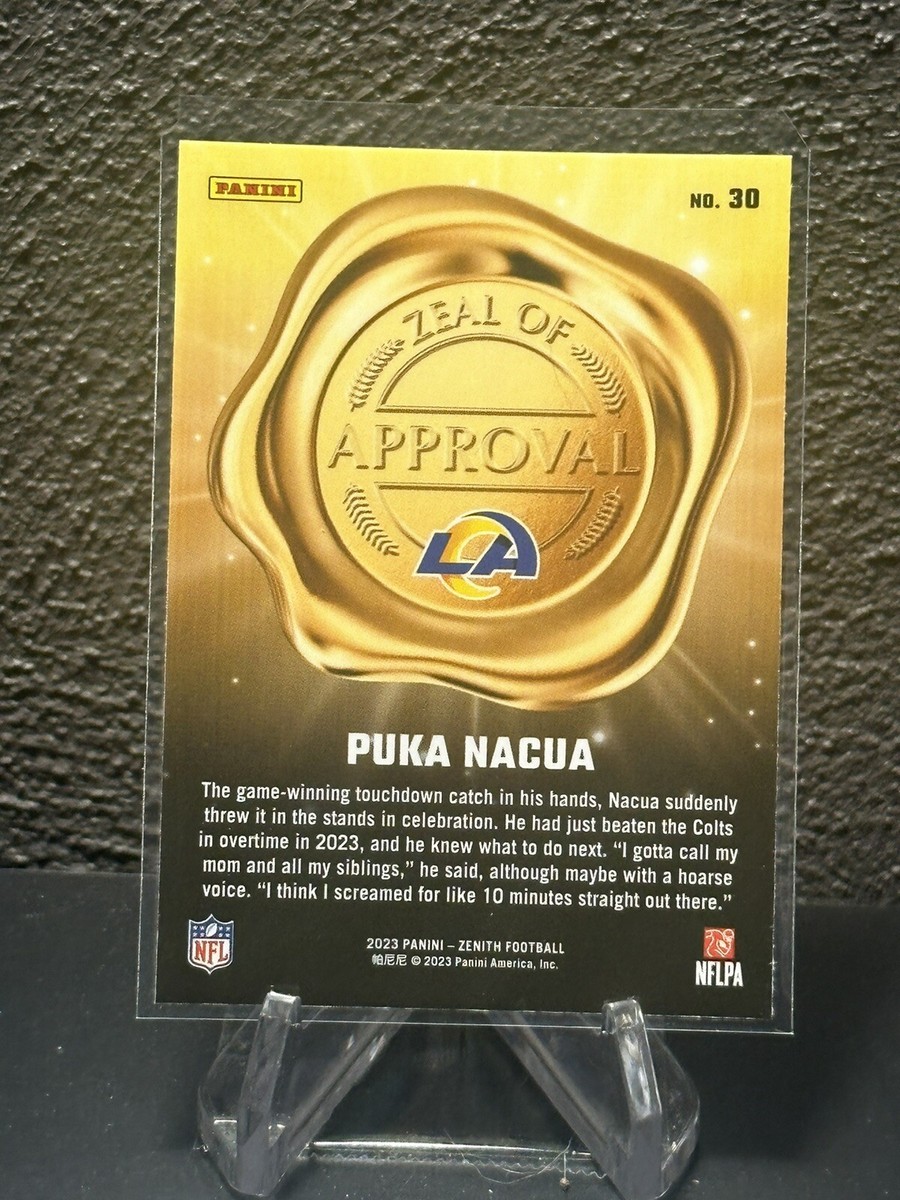 PANINI
NO. 30
ZEAL OF
APPROVAL
LA
PUKA NACUA
The game-winning touchdown catch in his hands, Nacua suddenly
threw it in the stands in celebration. He had just beaten the Colts
in overtime in 2023, and he knew what to do next. “I gotta call my
mom and all my siblings,” he said, although maybe with a hoarse
voice. “I think I screamed for like 10 minutes straight out there.”
NFL
2023 PANINI – ZENITH FOOTBALL
帕尼尼 © 2023 Panini America, Inc.
NFLPA